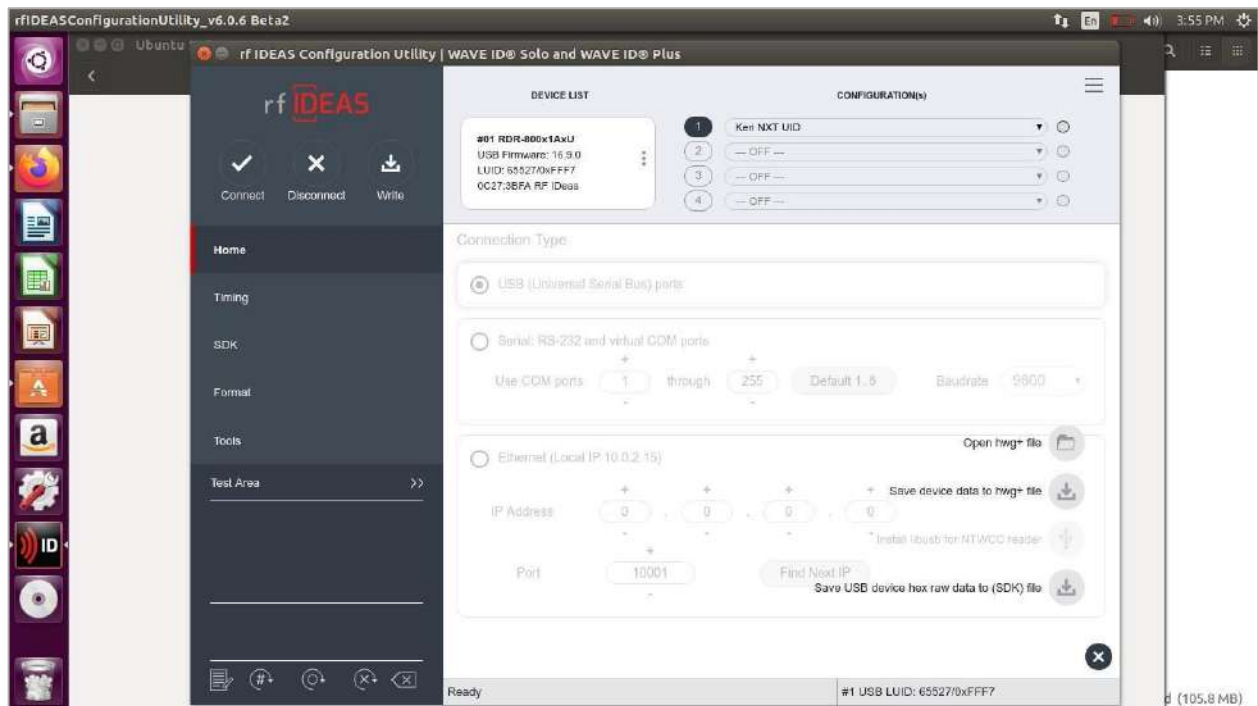 rfIDEASConfigurationUtility_v6.0.6 Beta2
En
3:55 PM
Ubuntu
rf IDEAS Configuration Utility | WAVE ID® Solo and WAVE ID® Plus
rf IDEAS
Connect
Disconnect
Write
Home
Timing
SDK
Format
Tools
Test Area >>
DEVICE LIST
#01 RDR-800x1AxU
USB Firmware: 16.9.0
LUID: 65527/0xFFF7
0C27:3BFA RF IDeas
CONFIGURATION(s)
1 Keri NXT UID
2 --- OFF ---
3 --- OFF ---
4 --- OFF ---
Connection Type
USB (Universal Serial Bus) ports
Serial: RS-232 and virtual COM ports
+ +
Use COM ports 1 through 255 Default 1..8 Baudrate 9600
- -
Open hwg+ file
Ethernet (Local IP 10.0.2.15)
+ + + +
Save device data to hwg+ file
IP Address 0 . 0 . 0 . 0
- - - -
Install libusb for NTWCC reader
+
Port 10001 Find Next IP
-
Save USB device hex raw data to (SDK) file
Ready
#1 USB LUID: 65527/0xFFF7
a
ID
d (105.8 MB)